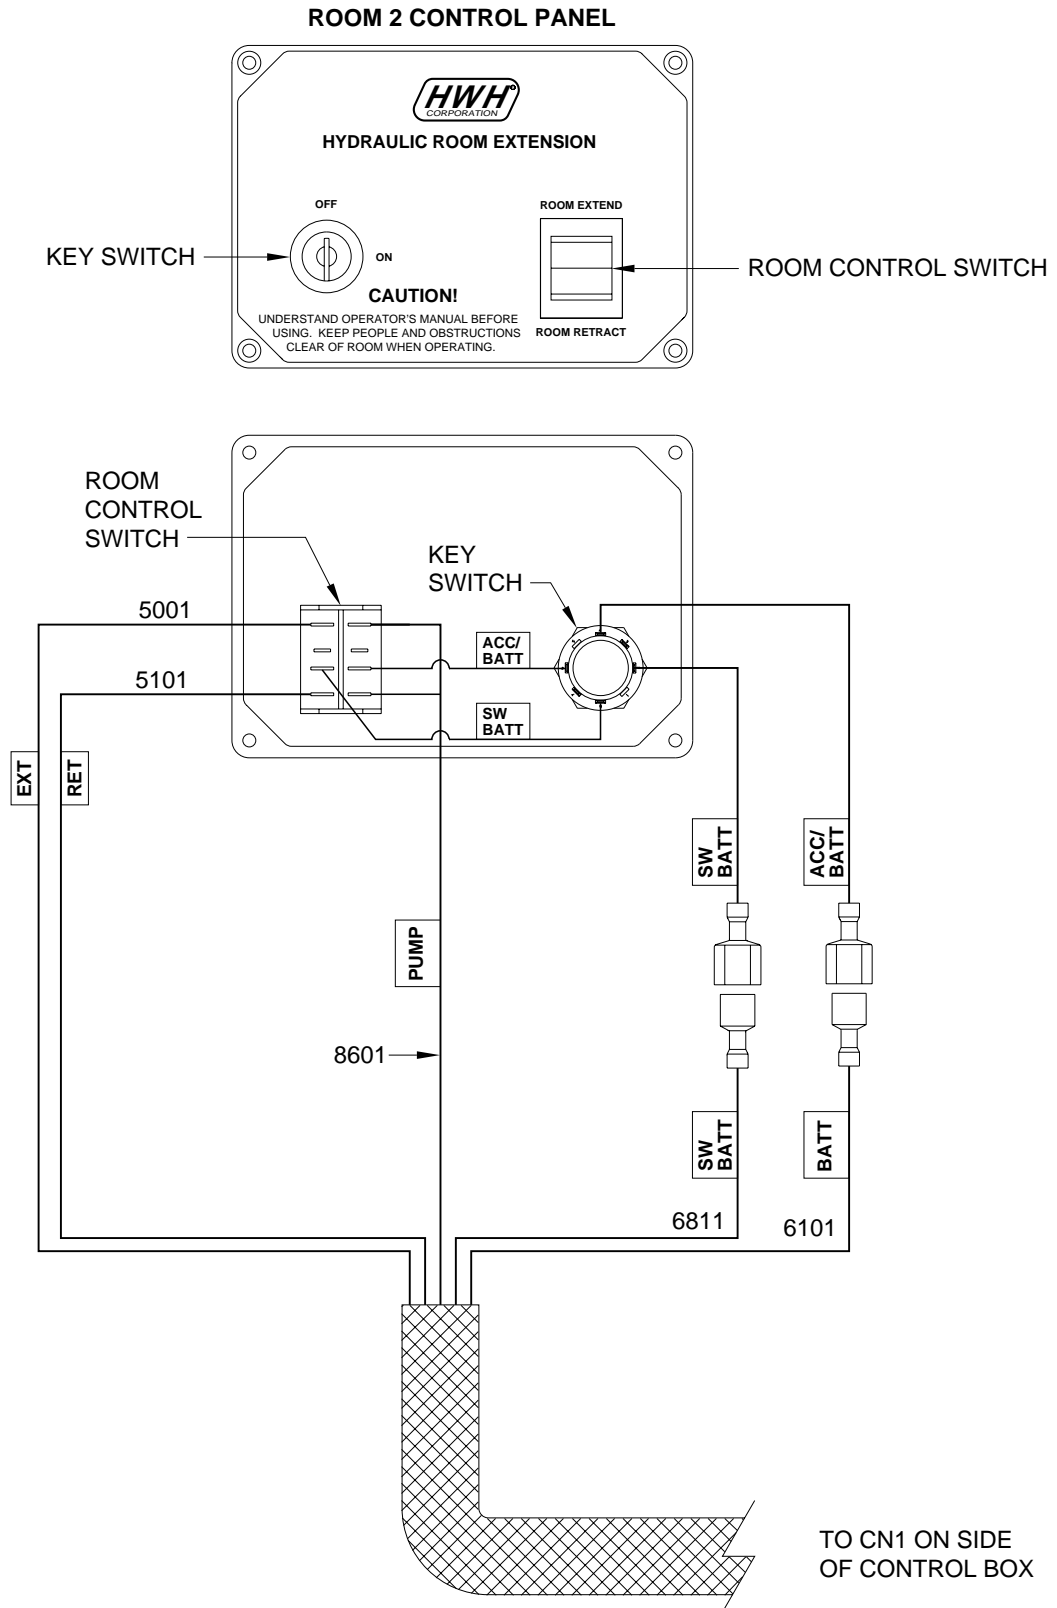 ROOM 2 CONTROL PANEL
HWH
CORPORATION
HYDRAULIC ROOM EXTENSION
OFF
ON
ROOM EXTEND
KEY SWITCH
ROOM CONTROL SWITCH
CAUTION!
UNDERSTAND OPERATOR'S MANUAL BEFORE
USING. KEEP PEOPLE AND OBSTRUCTIONS
CLEAR OF ROOM WHEN OPERATING.
ROOM RETRACT
ROOM
CONTROL
SWITCH
KEY
SWITCH
5001
5101
ACC/
BATT
SW
BATT
EXT
RET
PUMP
8601
SW
BATT
ACC/
BATT
SW
BATT
BATT
6811
6101
TO CN1 ON SIDE
OF CONTROL BOX